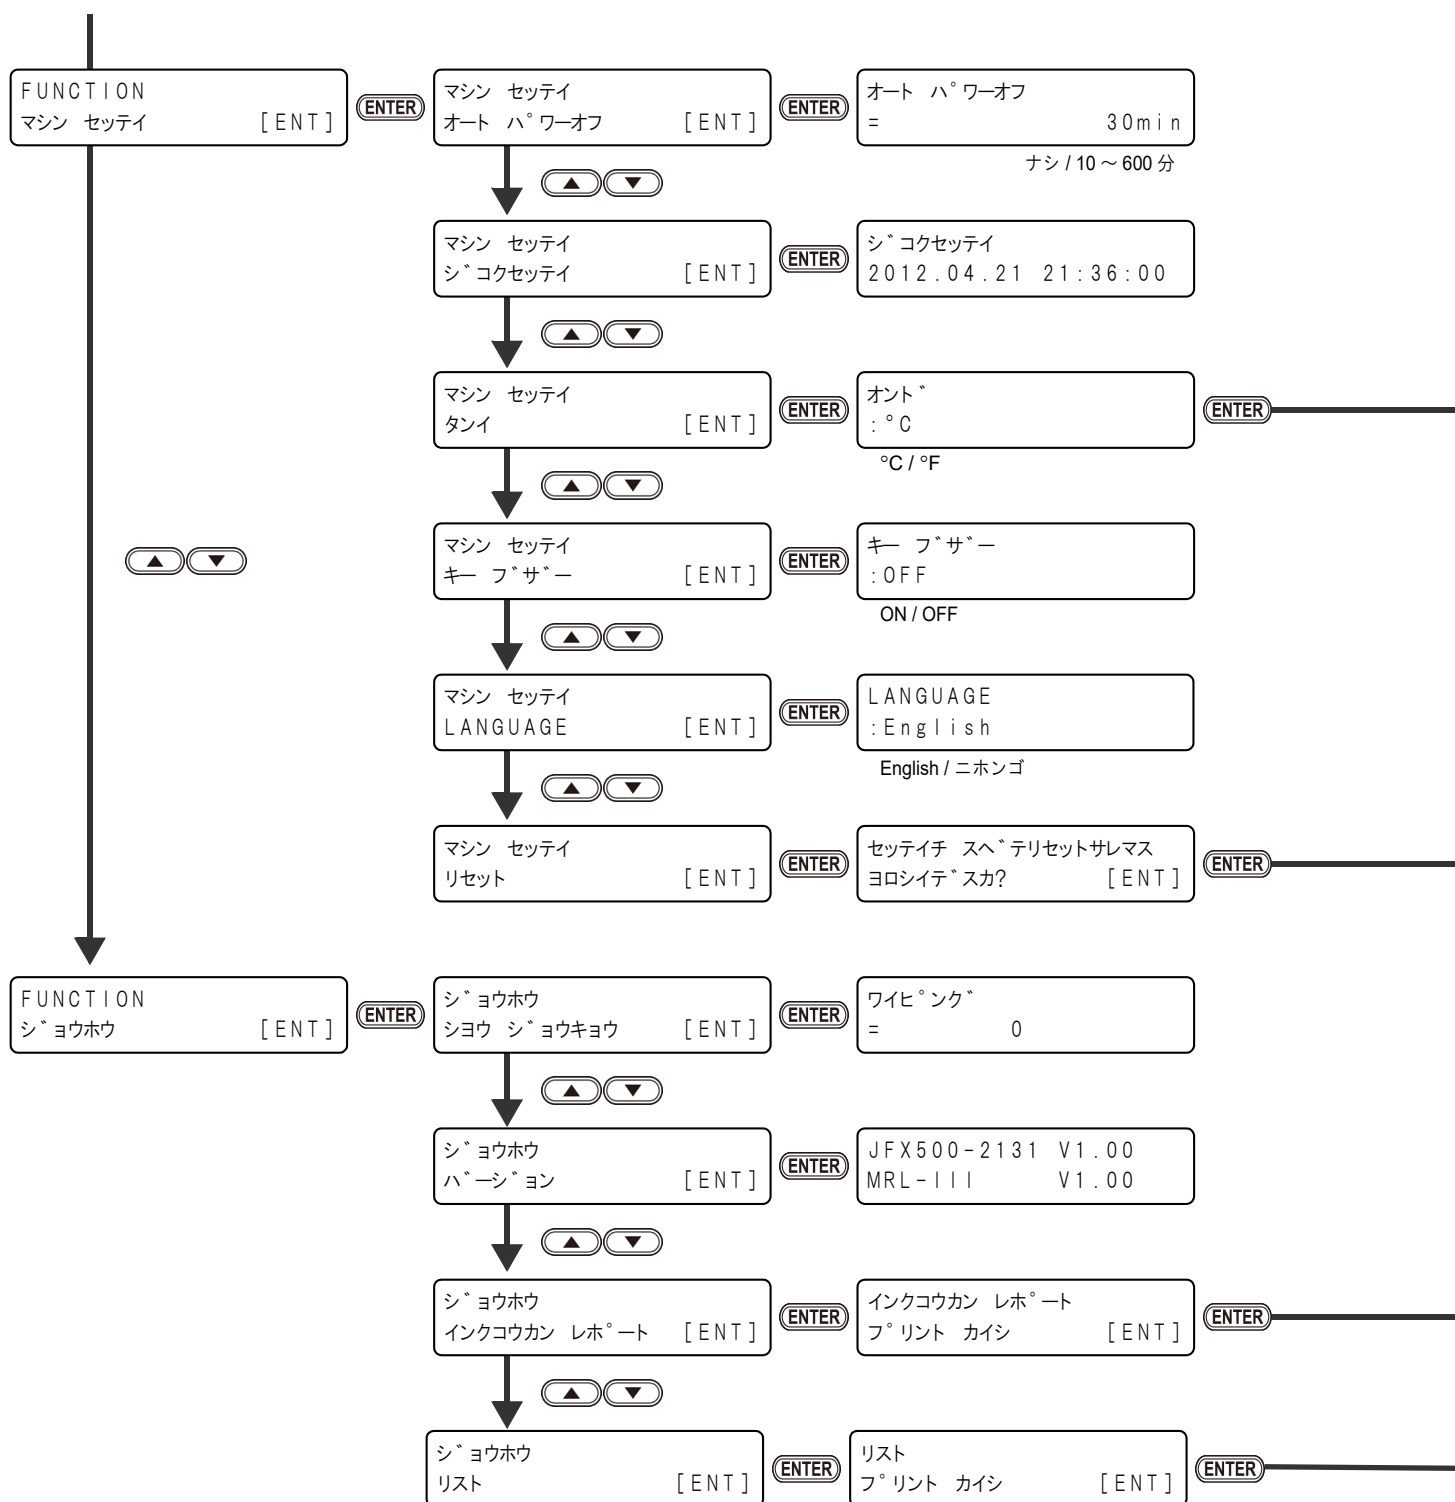 FUNCTION
マシン セッテイ [ENT]
ENTER
マシン セッテイ
オート ハ゜ワーオフ [ENT]
ENTER
オート ハ゜ワーオフ
= 30min
ナシ / 10 ～ 600 分
マシン セッテイ
シ゛コクセッテイ [ENT]
ENTER
シ゛コクセッテイ
2012.04.21 21:36:00
マシン セッテイ
タンイ [ENT]
ENTER
オント゛
:°C
ENTER
°C / °F
マシン セッテイ
キー フ゛サ゛ー [ENT]
ENTER
キー フ゛サ゛ー
:OFF
ON / OFF
マシン セッテイ
LANGUAGE [ENT]
ENTER
LANGUAGE
:English
English / ニホンゴ
マシン セッテイ
リセット [ENT]
ENTER
セッテイチ スヘ゛テリセットサレマス
ヨロシイテ゛スカ? [ENT]
ENTER
FUNCTION
シ゛ョウホウ [ENT]
ENTER
シ゛ョウホウ
シヨウ シ゛ョウキョウ [ENT]
ENTER
ワイヒ゜ンク゛
= 0
シ゛ョウホウ
ハ゛ーシ゛ョン [ENT]
ENTER
JFX500-2131 V1.00
MRL-III V1.00
シ゛ョウホウ
インクコウカン レホ゜ート [ENT]
ENTER
インクコウカン レホ゜ート
フ゜リント カイシ [ENT]
ENTER
シ゛ョウホウ
リスト [ENT]
ENTER
リスト
フ゜リント カイシ [ENT]
ENTER